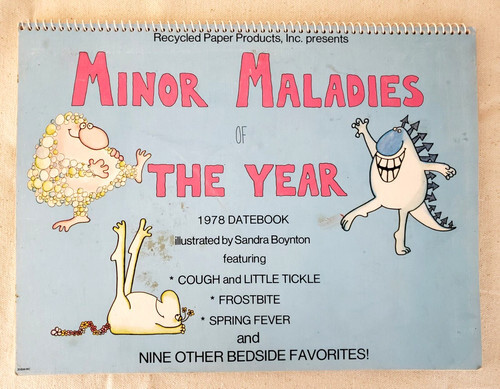 Recycled Paper Products, Inc. presents
MINOR MALADIES
OF
THE YEAR
1978 DATEBOOK
illustrated by Sandra Boynton
featuring
* COUGH and LITTLE TICKLE
* FROSTBITE
* SPRING FEVER
and
NINE OTHER BEDSIDE FAVORITES!